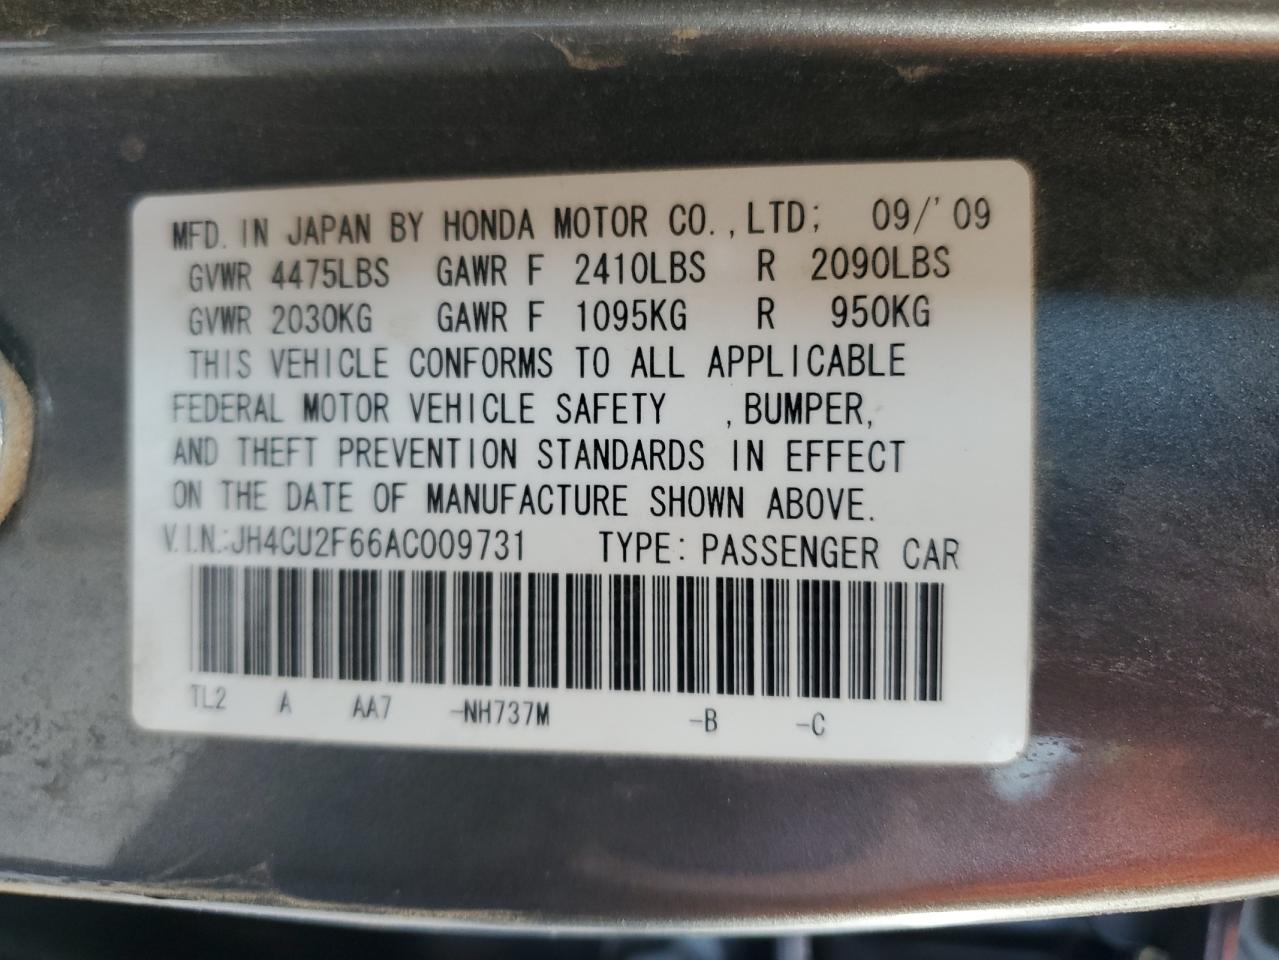 MFD. IN JAPAN BY HONDA MOTOR CO.,LTD; 09/'09
GVWR 4475LBS GAWR F 2410LBS R 2090LBS
GVWR 2030KG GAWR F 1095KG R 950KG
THIS VEHICLE CONFORMS TO ALL APPLICABLE
FEDERAL MOTOR VEHICLE SAFETY ,BUMPER,
AND THEFT PREVENTION STANDARDS IN EFFECT
ON THE DATE OF MANUFACTURE SHOWN ABOVE.
V.I.N.:JH4CU2F66AC009731 TYPE: PASSENGER CAR
TL2 A AA7 -NH737M -B -C